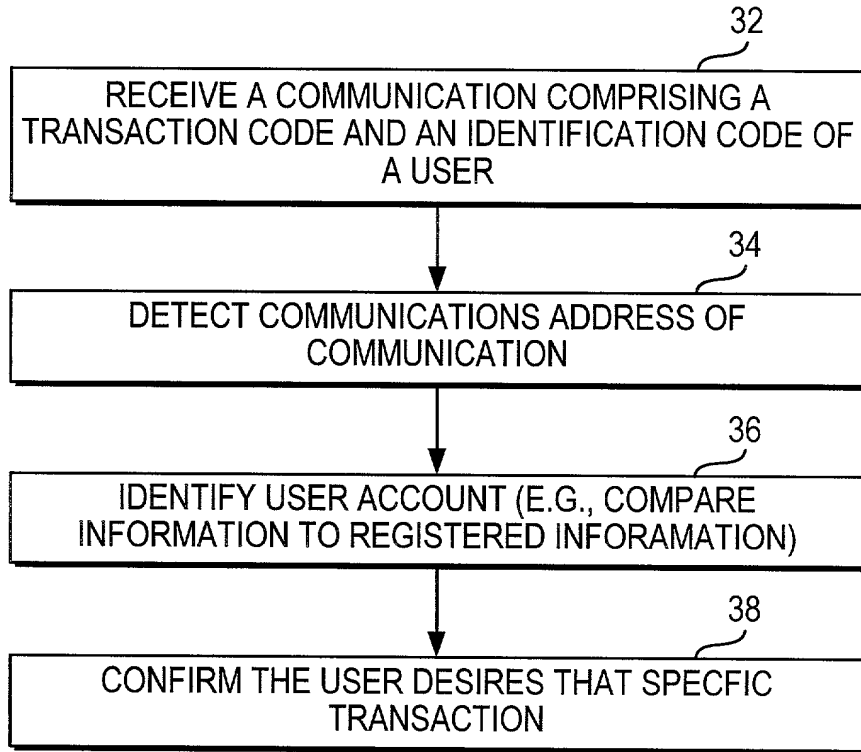 32
RECEIVE A COMMUNICATION COMPRISING A
TRANSACTION CODE AND AN IDENTIFICATION CODE OF
A USER
34
DETECT COMMUNICATIONS ADDRESS OF
COMMUNICATION
36
IDENTIFY USER ACCOUNT (E.G., COMPARE
INFORMATION TO REGISTERED INFORAMATION)
38
CONFIRM THE USER DESIRES THAT SPECFIC
TRANSACTION